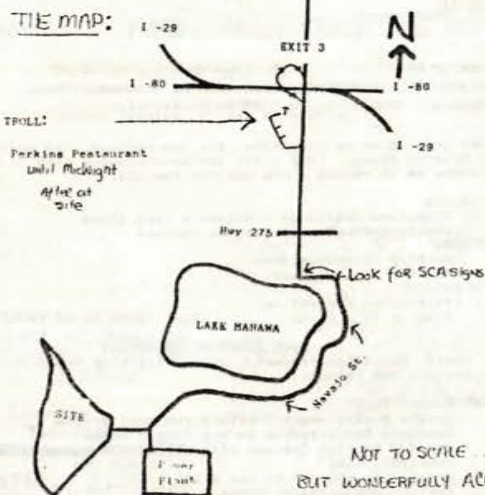 THE MAP:
I -29
EXIT 3
N
I -80
I -80
I -29
TROLL:
Perkins Restaurant
until Midnight
After at
Site
Hwy 275
Look for SCA SIGNS
LAKE MANAWA
Navajo St.
SITE
Power
Plant
NOT TO SCALE ..
BUT WONDERFULLY